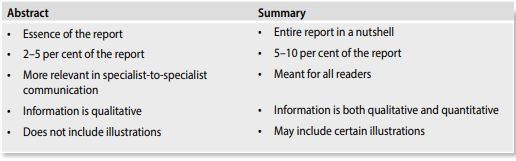 Abstract Summary
• Essence of the report • Entire report in a nutshell
• 2–5 per cent of the report • 5–10 per cent of the report
• More relevant in specialist-to-specialist • Meant for all readers
communication
• Information is qualitative • Information is both qualitative and quantitative
• Does not include illustrations • May include certain illustrations